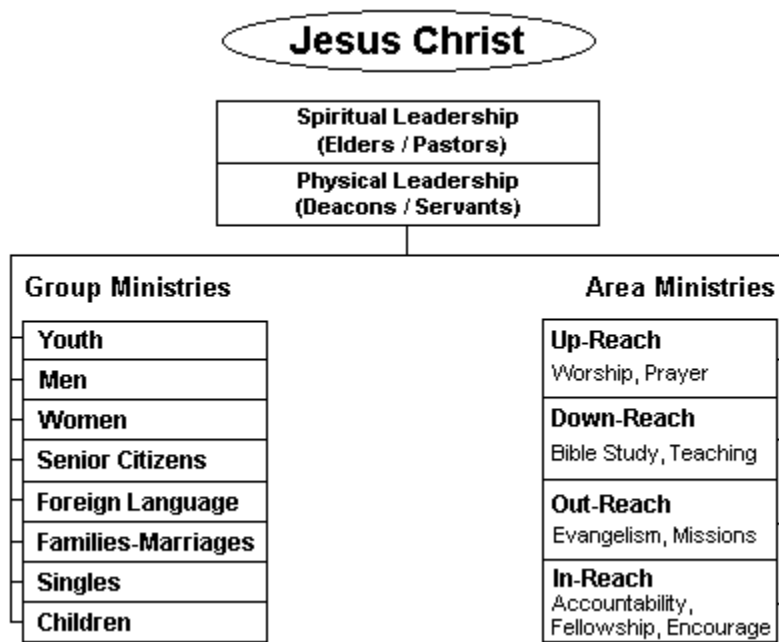 Jesus Christ
Spiritual Leadership
(Elders / Pastors)
Physical Leadership
(Deacons / Servants)
Group Ministries
Youth
Men
Women
Senior Citizens
Foreign Language
Families-Marriages
Singles
Children
Area Ministries
Up-Reach
Worship, Prayer
Down-Reach
Bible Study, Teaching
Out-Reach
Evangelism, Missions
In-Reach
Accountability,
Fellowship, Encourage